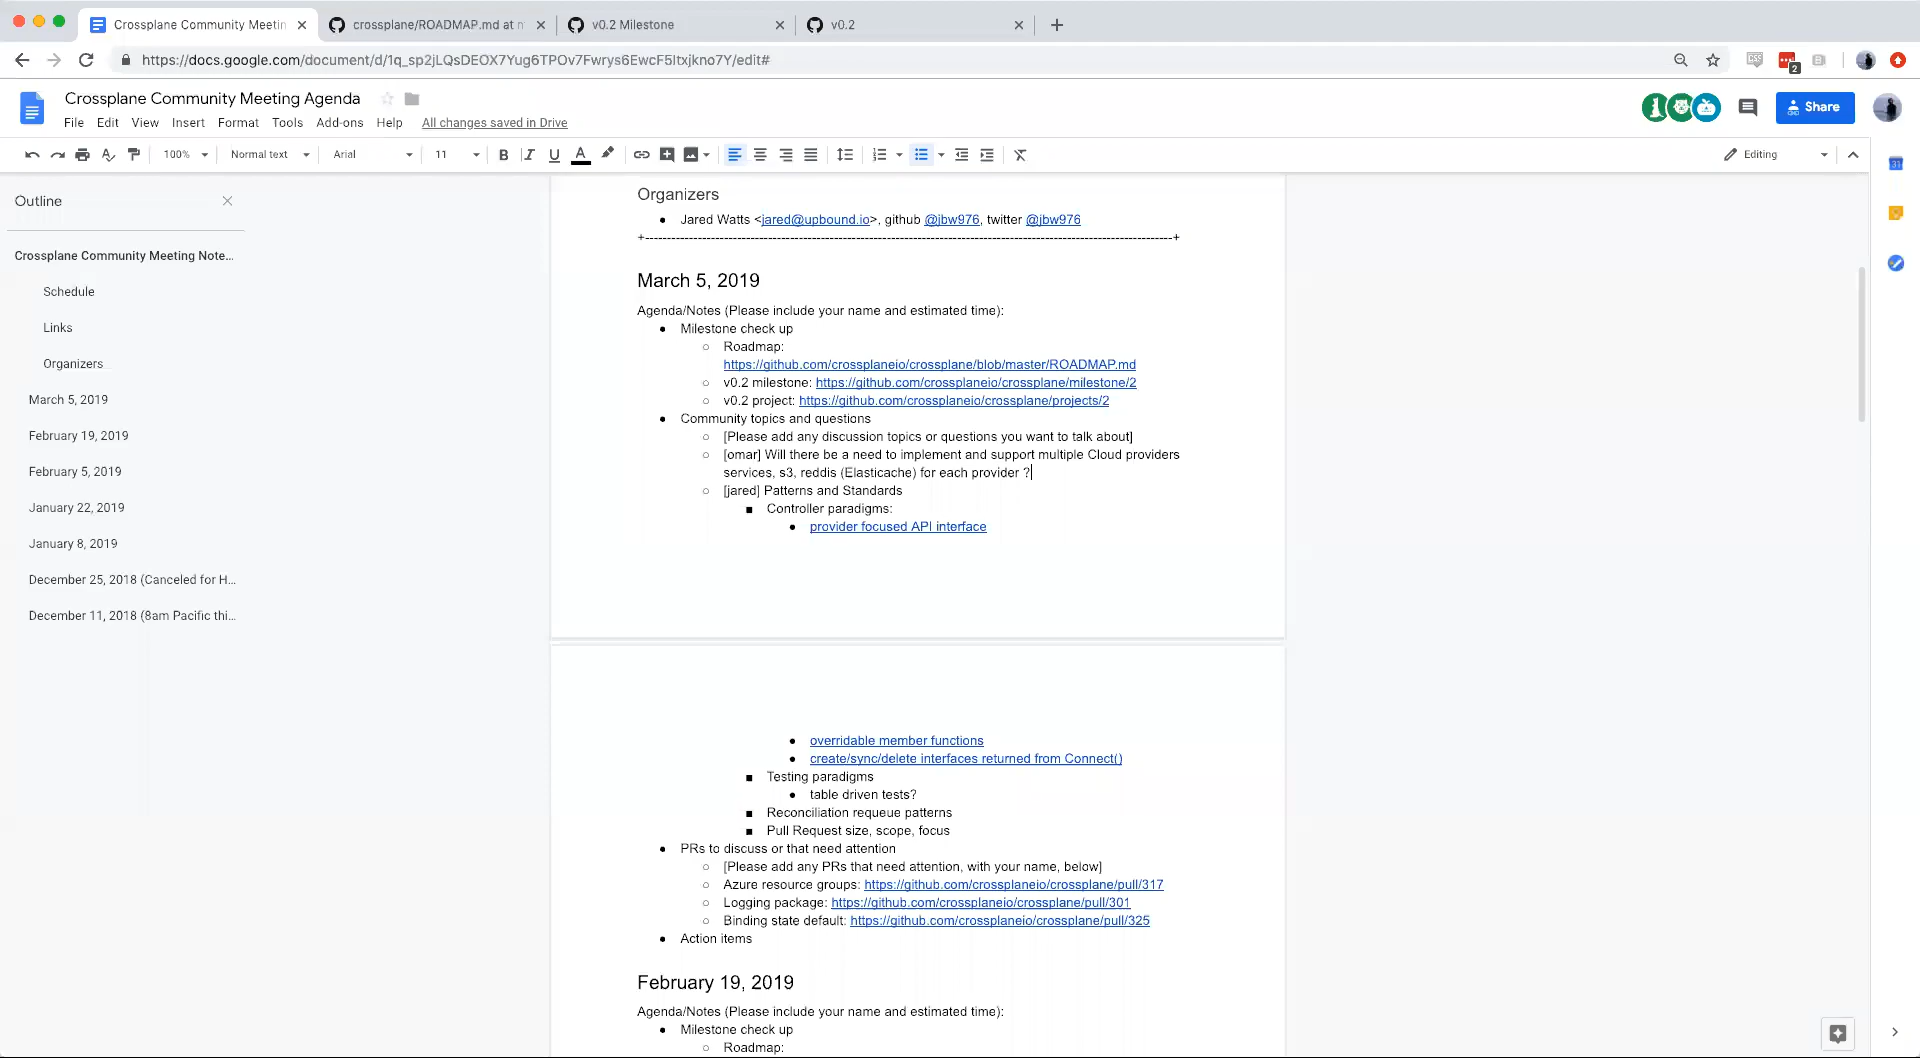 Crossplane Community Meetin
crossplane/ROADMAP.md at m
v0.2 Milestone
v0.2
https://docs.google.com/document/d/1q_sp2jLQsDEOX7Yug6TPOv7Fwrys6EwcF5Itxjkno7Y/edit#
2
Crossplane Community Meeting Agenda
Share
File Edit View Insert Format Tools Add-ons Help All changes saved in Drive
100% Normal text Arial 11 B I U A Editing
31
Outline
Crossplane Community Meeting Note...
Schedule
Links
Organizers
March 5, 2019
February 19, 2019
February 5, 2019
January 22, 2019
January 8, 2019
December 25, 2018 (Canceled for H...
December 11, 2018 (8am Pacific thi...
Organizers
● Jared Watts <jared@upbound.io>, github @jbw976, twitter @jbw976
March 5, 2019
Agenda/Notes (Please include your name and estimated time):
● Milestone check up
○ Roadmap:
https://github.com/crossplaneio/crossplane/blob/master/ROADMAP.md
○ v0.2 milestone: https://github.com/crossplaneio/crossplane/milestone/2
○ v0.2 project: https://github.com/crossplaneio/crossplane/projects/2
● Community topics and questions
○ [Please add any discussion topics or questions you want to talk about]
○ [omar] Will there be a need to implement and support multiple Cloud providers
services, s3, reddis (Elasticache) for each provider ?
○ [jared] Patterns and Standards
■ Controller paradigms:
● provider focused API interface
● overridable member functions
● create/sync/delete interfaces returned from Connect()
■ Testing paradigms
● table driven tests?
■ Reconciliation requeue patterns
■ Pull Request size, scope, focus
● PRs to discuss or that need attention
○ [Please add any PRs that need attention, with your name, below]
○ Azure resource groups: https://github.com/crossplaneio/crossplane/pull/317
○ Logging package: https://github.com/crossplaneio/crossplane/pull/301
○ Binding state default: https://github.com/crossplaneio/crossplane/pull/325
● Action items
February 19, 2019
Agenda/Notes (Please include your name and estimated time):
● Milestone check up
○ Roadmap: